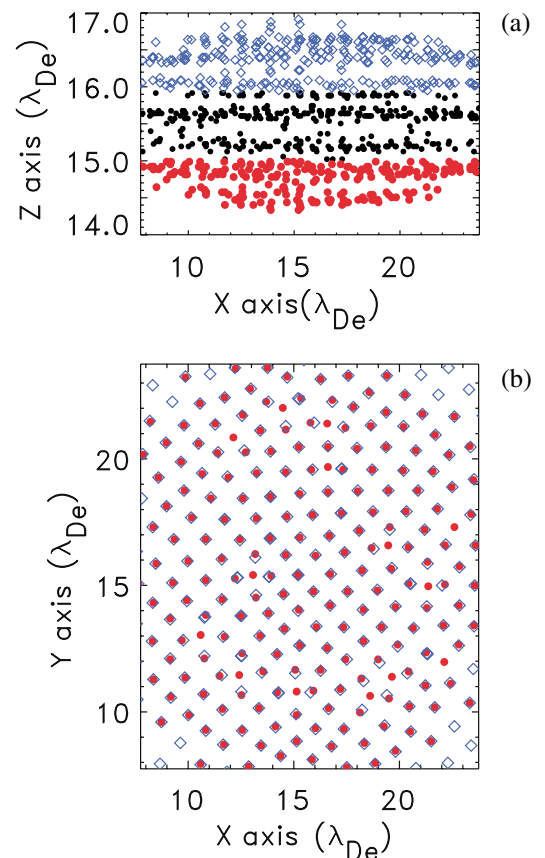 (a)
17.0
16.0
15.0
14.0
Z axis (λDe)
10 15 20
X axis(λDe)
(b)
20
15
10
Y axis (λDe)
10 15 20
X axis (λDe)